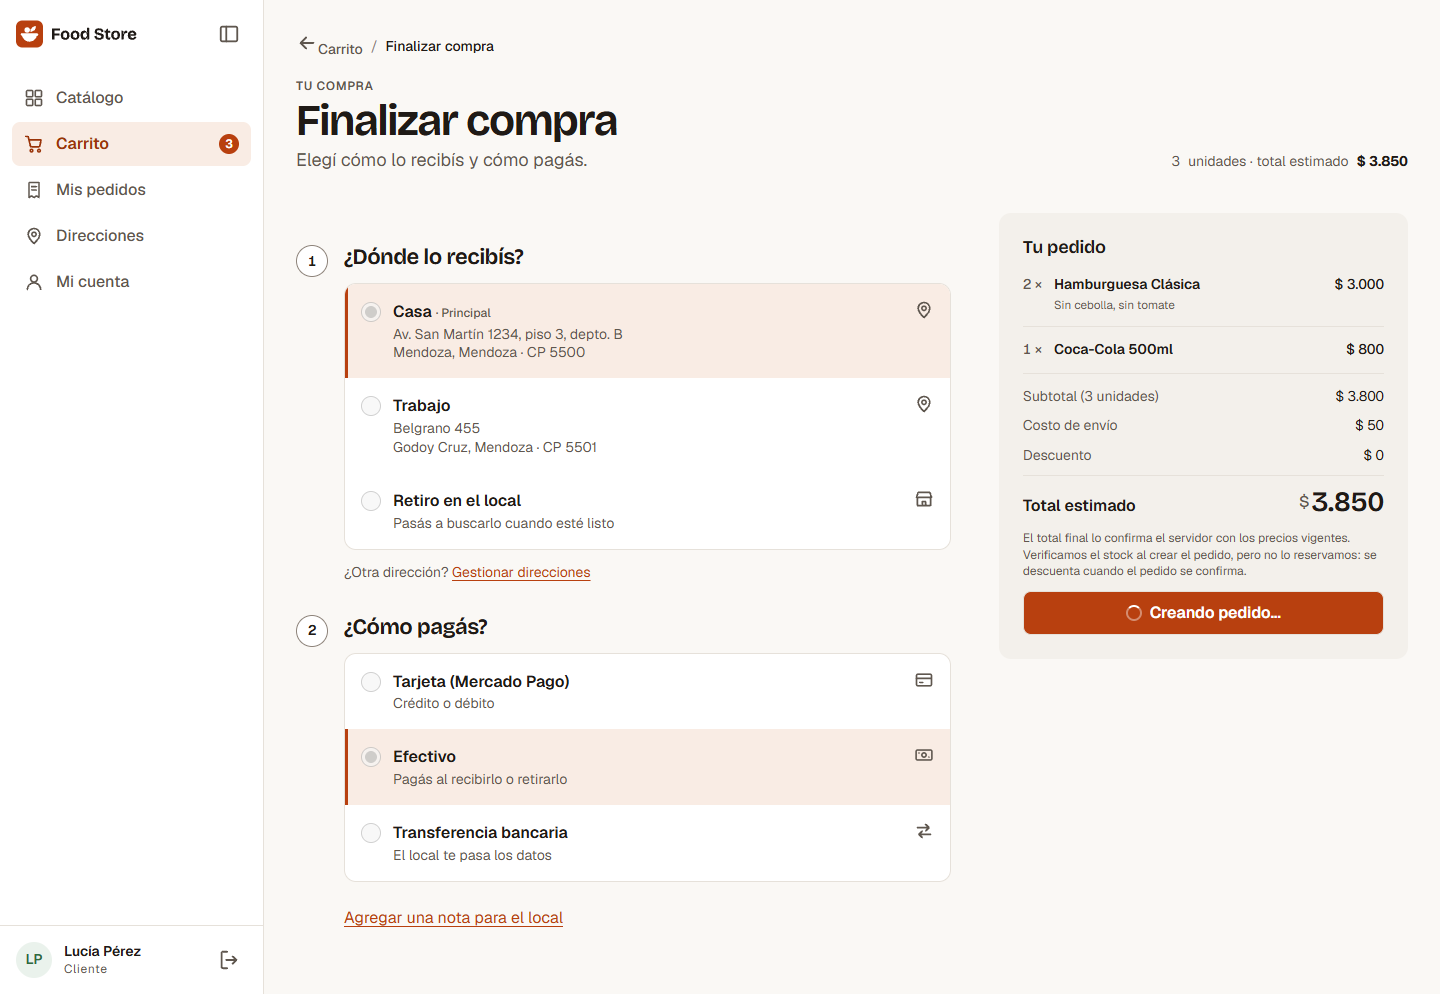 Food Store
Catálogo
Carrito 3
Mis pedidos
Direcciones
Mi cuenta
LP Lucía Pérez
Cliente
Carrito / Finalizar compra
TU COMPRA
Finalizar compra
Elegí cómo lo recibís y cómo pagás.
3 unidades · total estimado $ 3.850
1 ¿Dónde lo recibís?
Casa · Principal
Av. San Martín 1234, piso 3, depto. B
Mendoza, Mendoza · CP 5500
Trabajo
Belgrano 455
Godoy Cruz, Mendoza · CP 5501
Retiro en el local
Pasás a buscarlo cuando esté listo
¿Otra dirección? Gestionar direcciones
2 ¿Cómo pagás?
Tarjeta (Mercado Pago)
Crédito o débito
Efectivo
Pagás al recibirlo o retirarlo
Transferencia bancaria
El local te pasa los datos
Agregar una nota para el local
Tu pedido
2 × Hamburguesa Clásica $ 3.000
Sin cebolla, sin tomate
1 × Coca-Cola 500ml $ 800
Subtotal (3 unidades) $ 3.800
Costo de envío $ 50
Descuento $ 0
Total estimado $ 3.850
El total final lo confirma el servidor con los precios vigentes.
Verificamos el stock al crear el pedido, pero no lo reservamos: se
descuenta cuando el pedido se confirma.
Creando pedido...